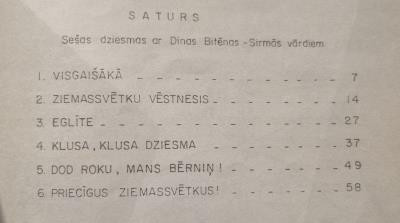 SATURS
Sešas dziesmas ar Dinas Bitēnas - Sirmās vārdiem
1. VISGAIŠĀKĀ _ _ _ _ _ _ _ _ _ _ _ 7
2. ZIEMASSVĒTKU VĒSTNESIS _ _ _ _ _ _ _ 14
3. EGLĪTE _ _ _ _ _ _ _ _ _ _ _ _ 27
4. KLUSA, KLUSA DZIESMA _ _ _ _ _ _ _ 37
5. DOD ROKU, MANS BĒRNIŅ! _ _ _ _ _ _ _ 49
6. PRIECĪGUS ZIEMASSVĒTKUS! _ _ _ _ _ _ 58